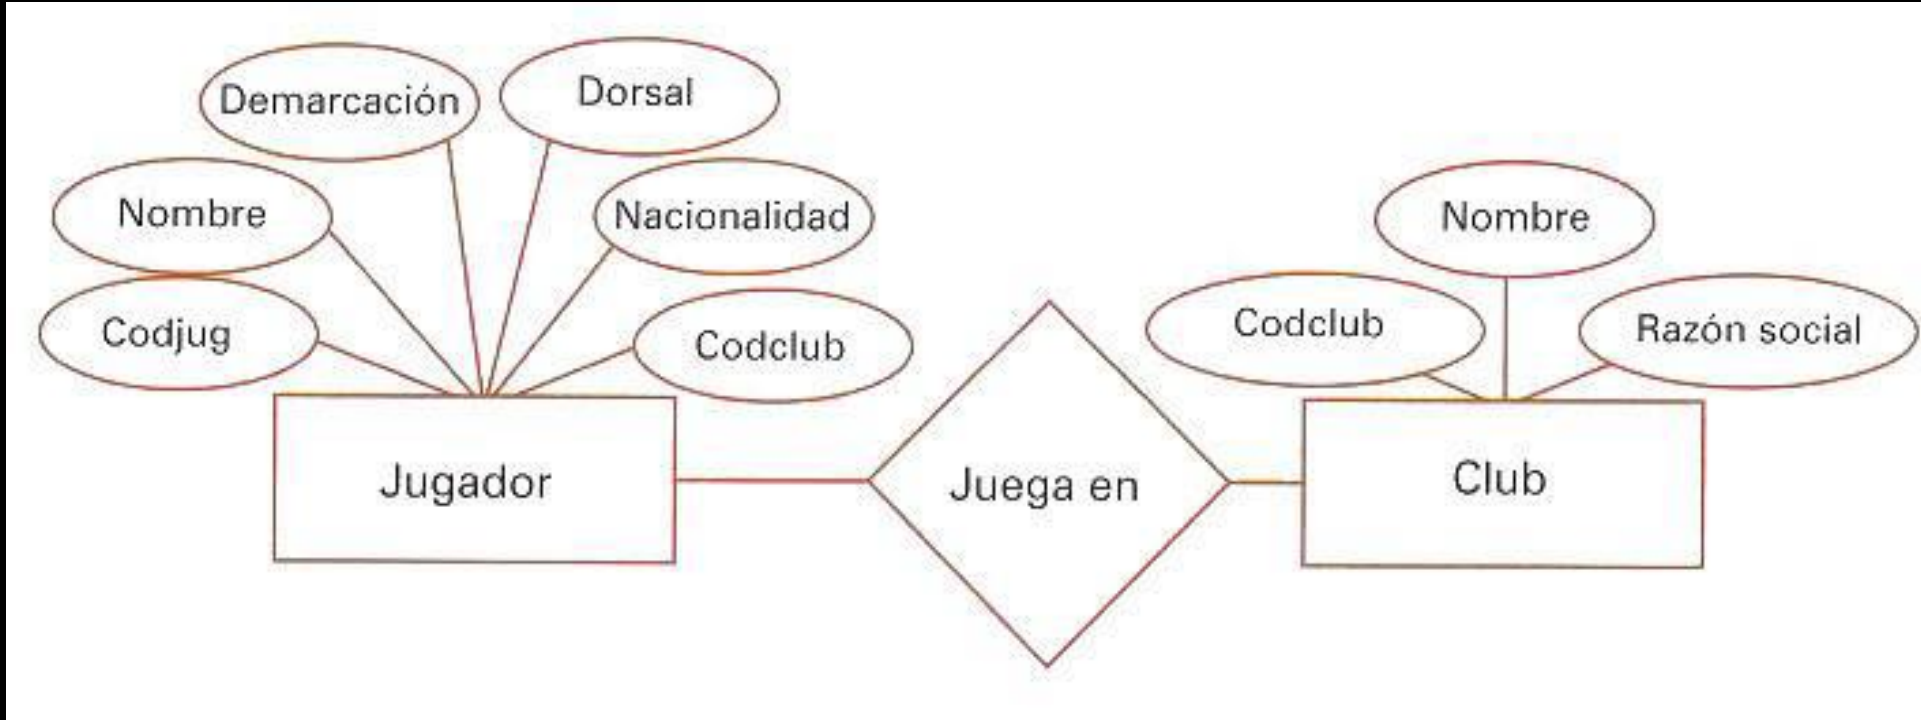 Demarcación
Dorsal
Nombre
Nacionalidad
Codjug
Codclub
Nombre
Codclub
Razón social
Jugador
Juega en
Club